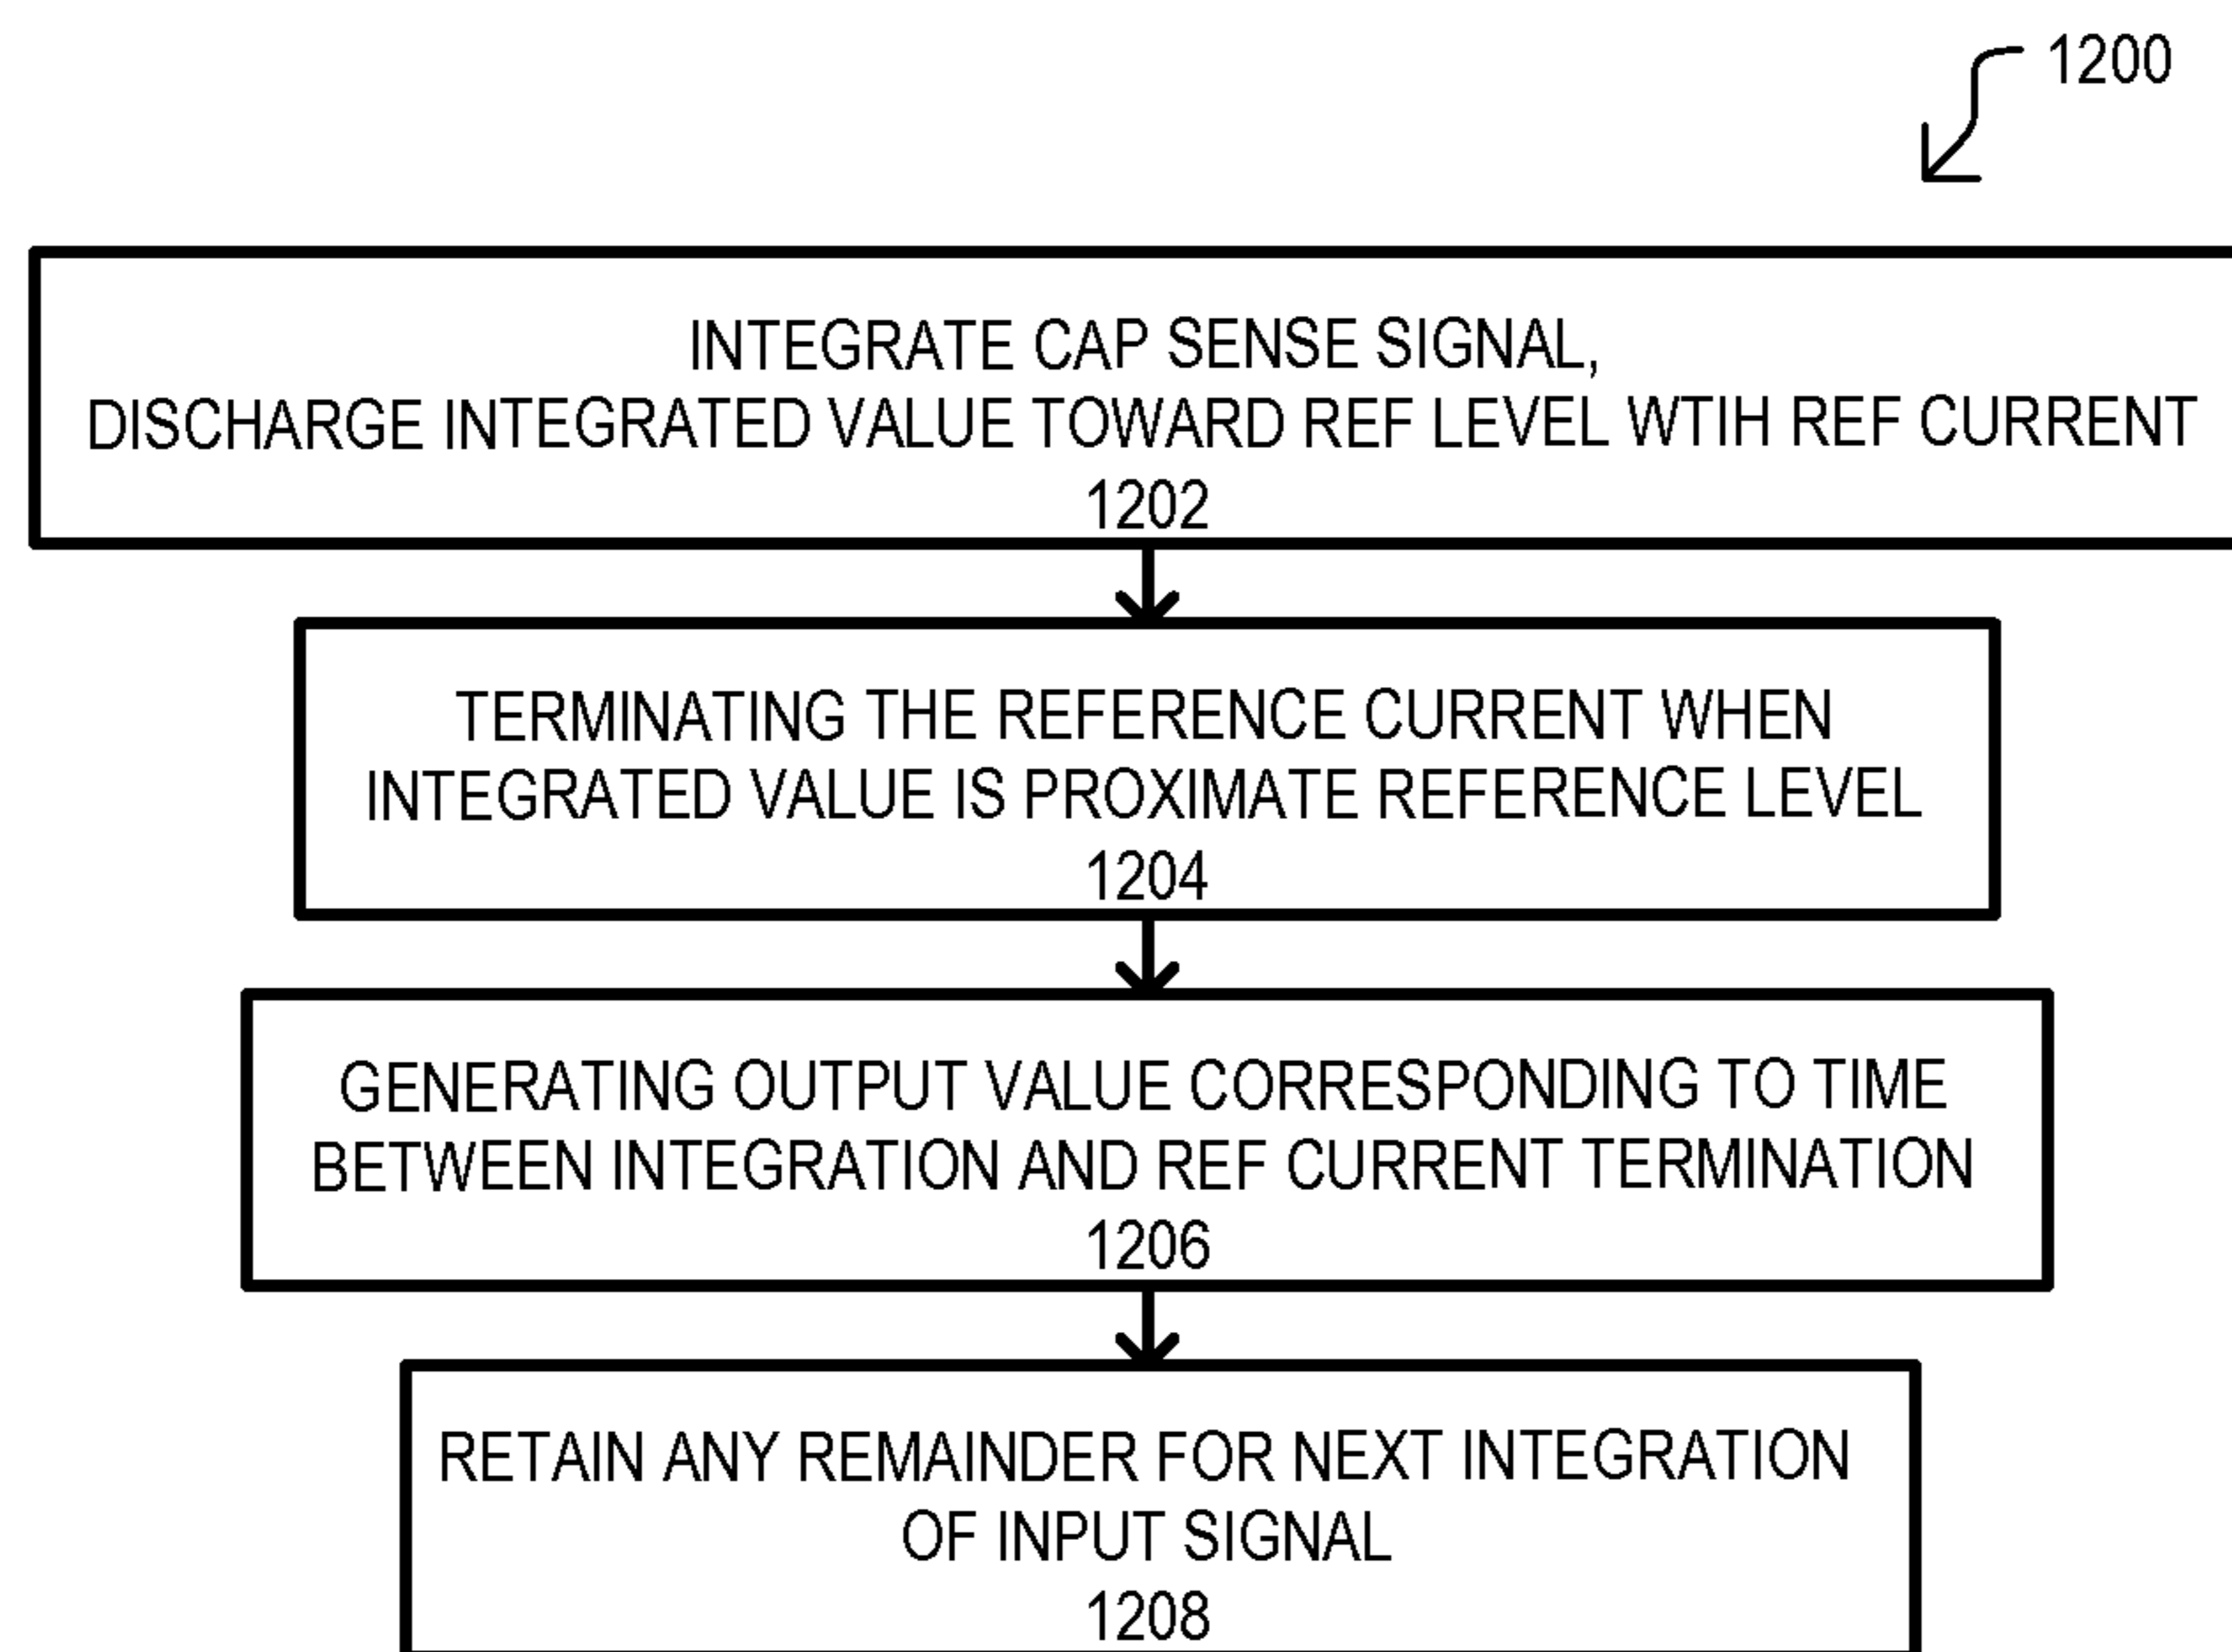 1200
INTEGRATE CAP SENSE SIGNAL,
DISCHARGE INTEGRATED VALUE TOWARD REF LEVEL WTIH REF CURRENT
1202
TERMINATING THE REFERENCE CURRENT WHEN
INTEGRATED VALUE IS PROXIMATE REFERENCE LEVEL
1204
GENERATING OUTPUT VALUE CORRESPONDING TO TIME
BETWEEN INTEGRATION AND REF CURRENT TERMINATION
1206
RETAIN ANY REMAINDER FOR NEXT INTEGRATION
OF INPUT SIGNAL
1208